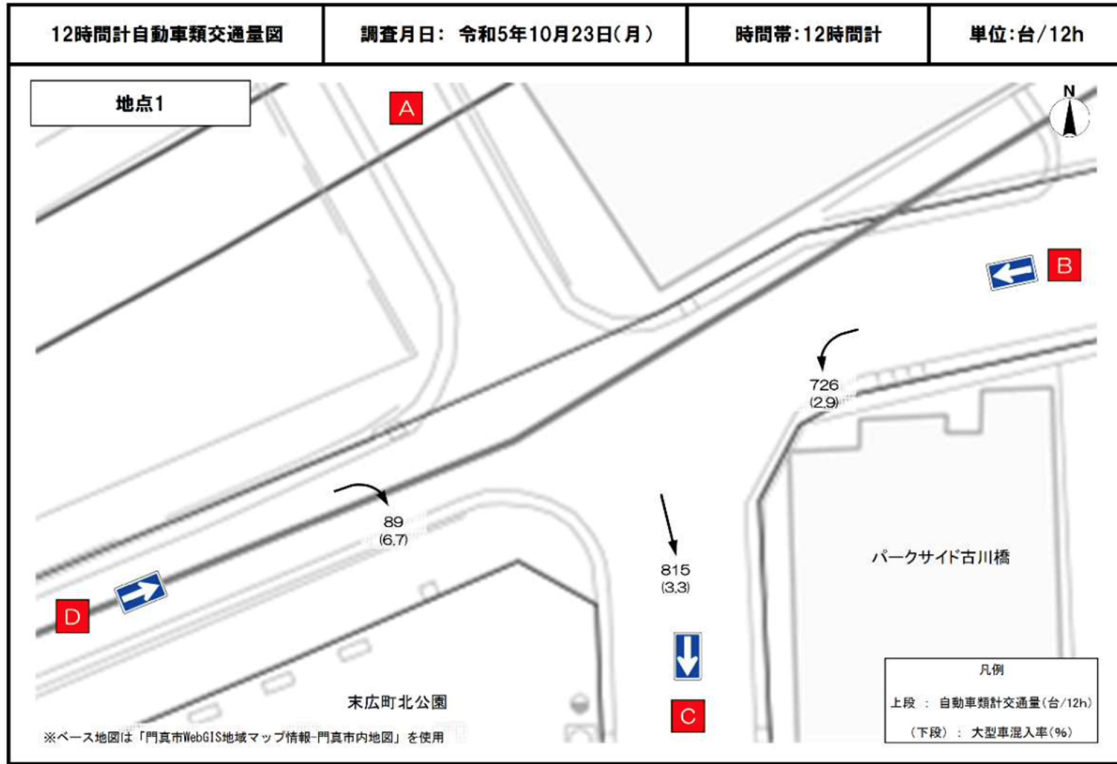 12時間計自動車類交通量図 調査月日: 令和5年10月23日(月) 時間帯:12時間計 単位:台/12h
地点1
A
N
B
726
(2.9)
89
(6.7)
815
(3.3)
パークサイド古川橋
D
C
末広町北公園
凡例
上段 : 自動車類計交通量(台/12h)
(下段) : 大型車混入率(%)
※ベース地図は「門真市WebGIS地域マップ情報-門真市内地図」を使用